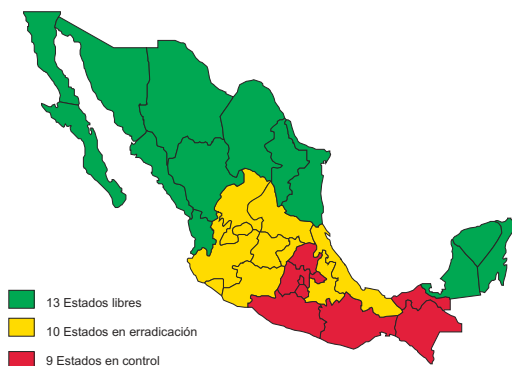 13 Estados libres
10 Estados en erradicación
9 Estados en control